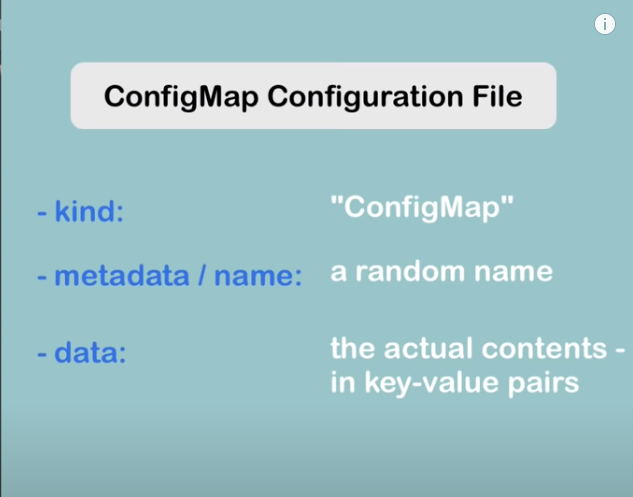 ConfigMap Configuration File
- kind: "ConfigMap"
- metadata / name: a random name
- data: the actual contents -
in key-value pairs